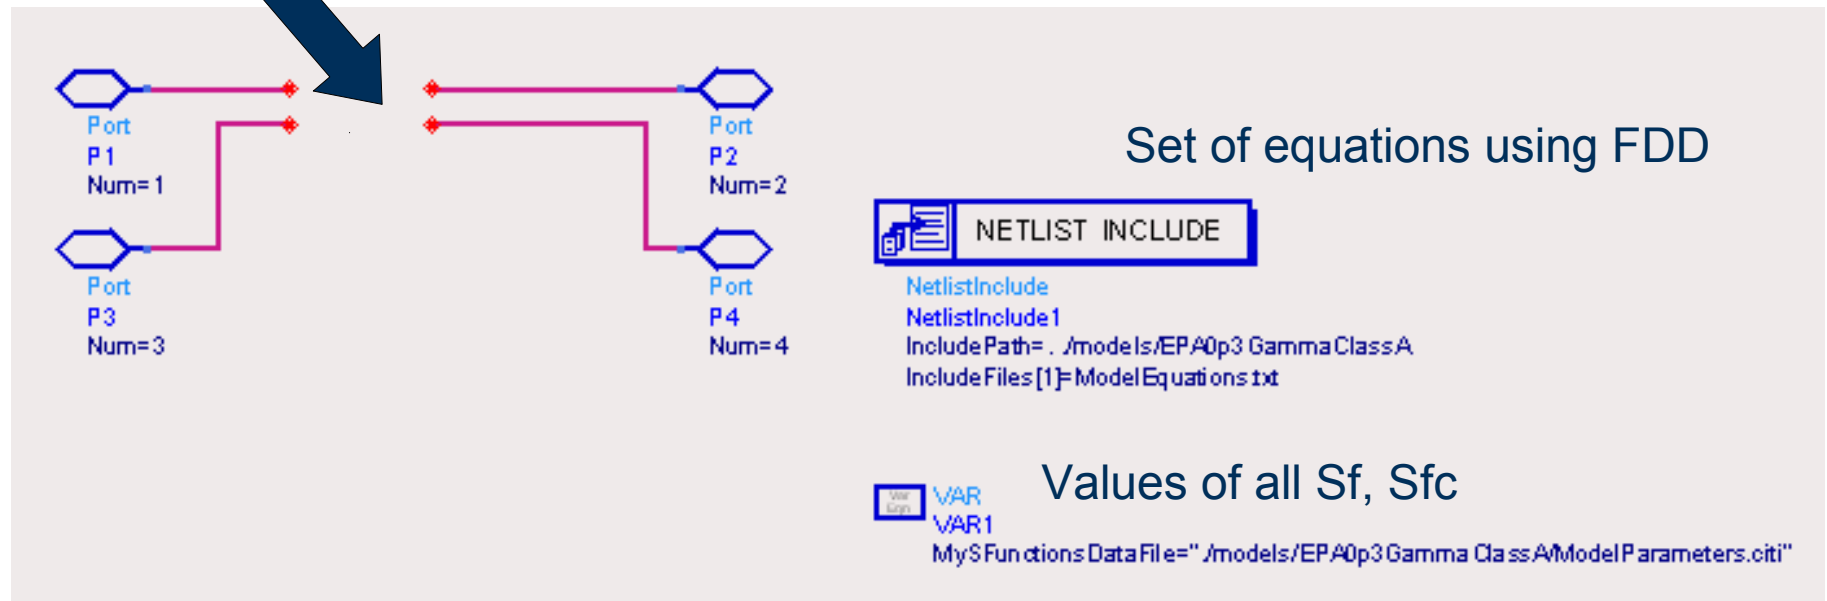 Port
P1
Num=1
Port
P2
Num=2
Port
P3
Num=3
Port
P4
Num=4
Set of equations using FDD
NETLIST INCLUDE
NetlistInclude
NetlistInclude1
IncludePath=../models/EPA0p3GammaClassA
IncludeFiles[1]=ModelEquations.txt
Values of all Sf, Sfc
Var
Eqn
VAR
VAR1
MySFunctionsDataFile="./models/EPA0p3GammaClassA/ModelParameters.citi"